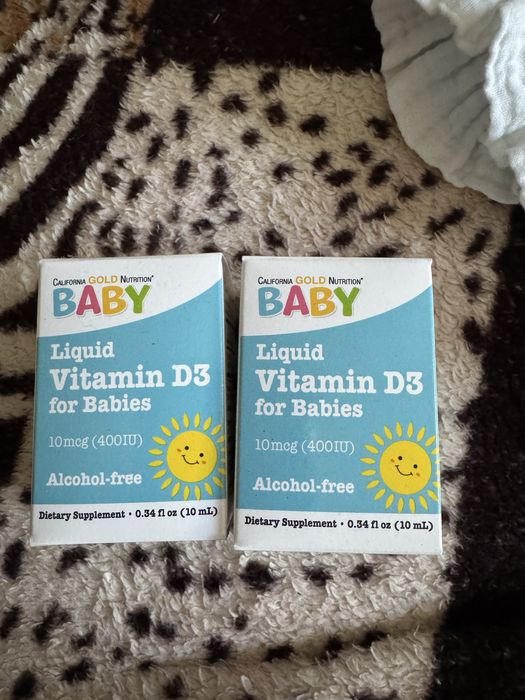 CALIFORNIA GOLD NUTRITION®
BABY
Liquid
Vitamin D3
for Babies
10mcg (400IU)
Alcohol-free
Dietary Supplement • 0.34 fl oz (10 mL)
CALIFORNIA GOLD NUTRITION®
BABY
Liquid
Vitamin D3
for Babies
10mcg (400IU)
Alcohol-free
Dietary Supplement • 0.34 fl oz (10 mL)